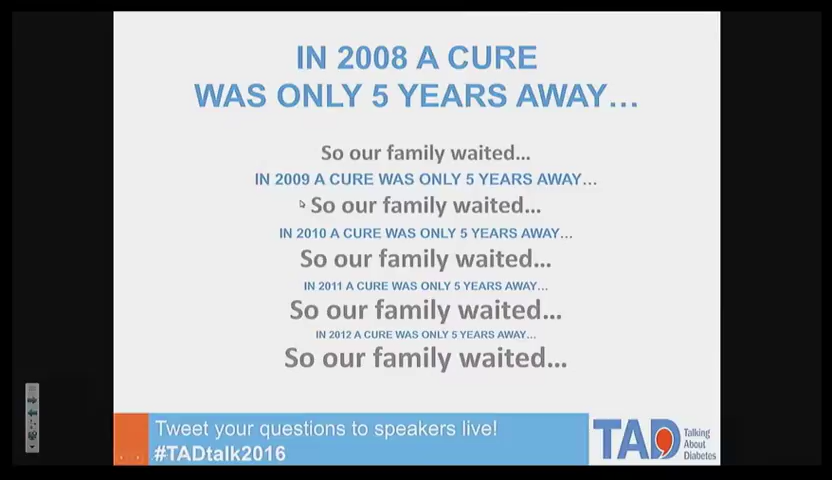 IN 2008 A CURE
WAS ONLY 5 YEARS AWAY…
So our family waited…
IN 2009 A CURE WAS ONLY 5 YEARS AWAY…
So our family waited…
IN 2010 A CURE WAS ONLY 5 YEARS AWAY…
So our family waited…
IN 2011 A CURE WAS ONLY 5 YEARS AWAY…
So our family waited…
IN 2012 A CURE WAS ONLY 5 YEARS AWAY…
So our family waited…
Tweet your questions to speakers live!
#TADtalk2016
TAD
Talking
About
Diabetes